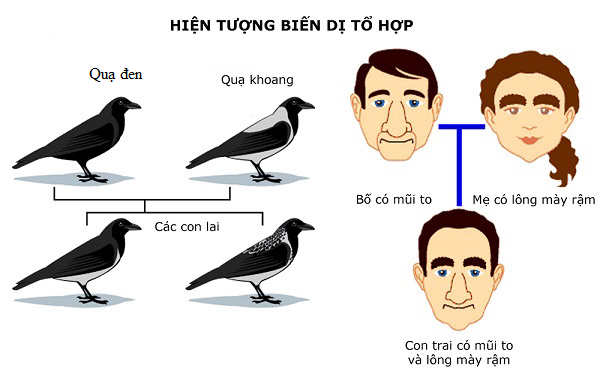 HIỆN TƯỢNG BIẾN DỊ TỔ HỢP
Quạ đen
Quạ khoang
Các con lai
Bố có mũi to
Mẹ có lông mày rậm
Con trai có mũi to
và lông mày rậm